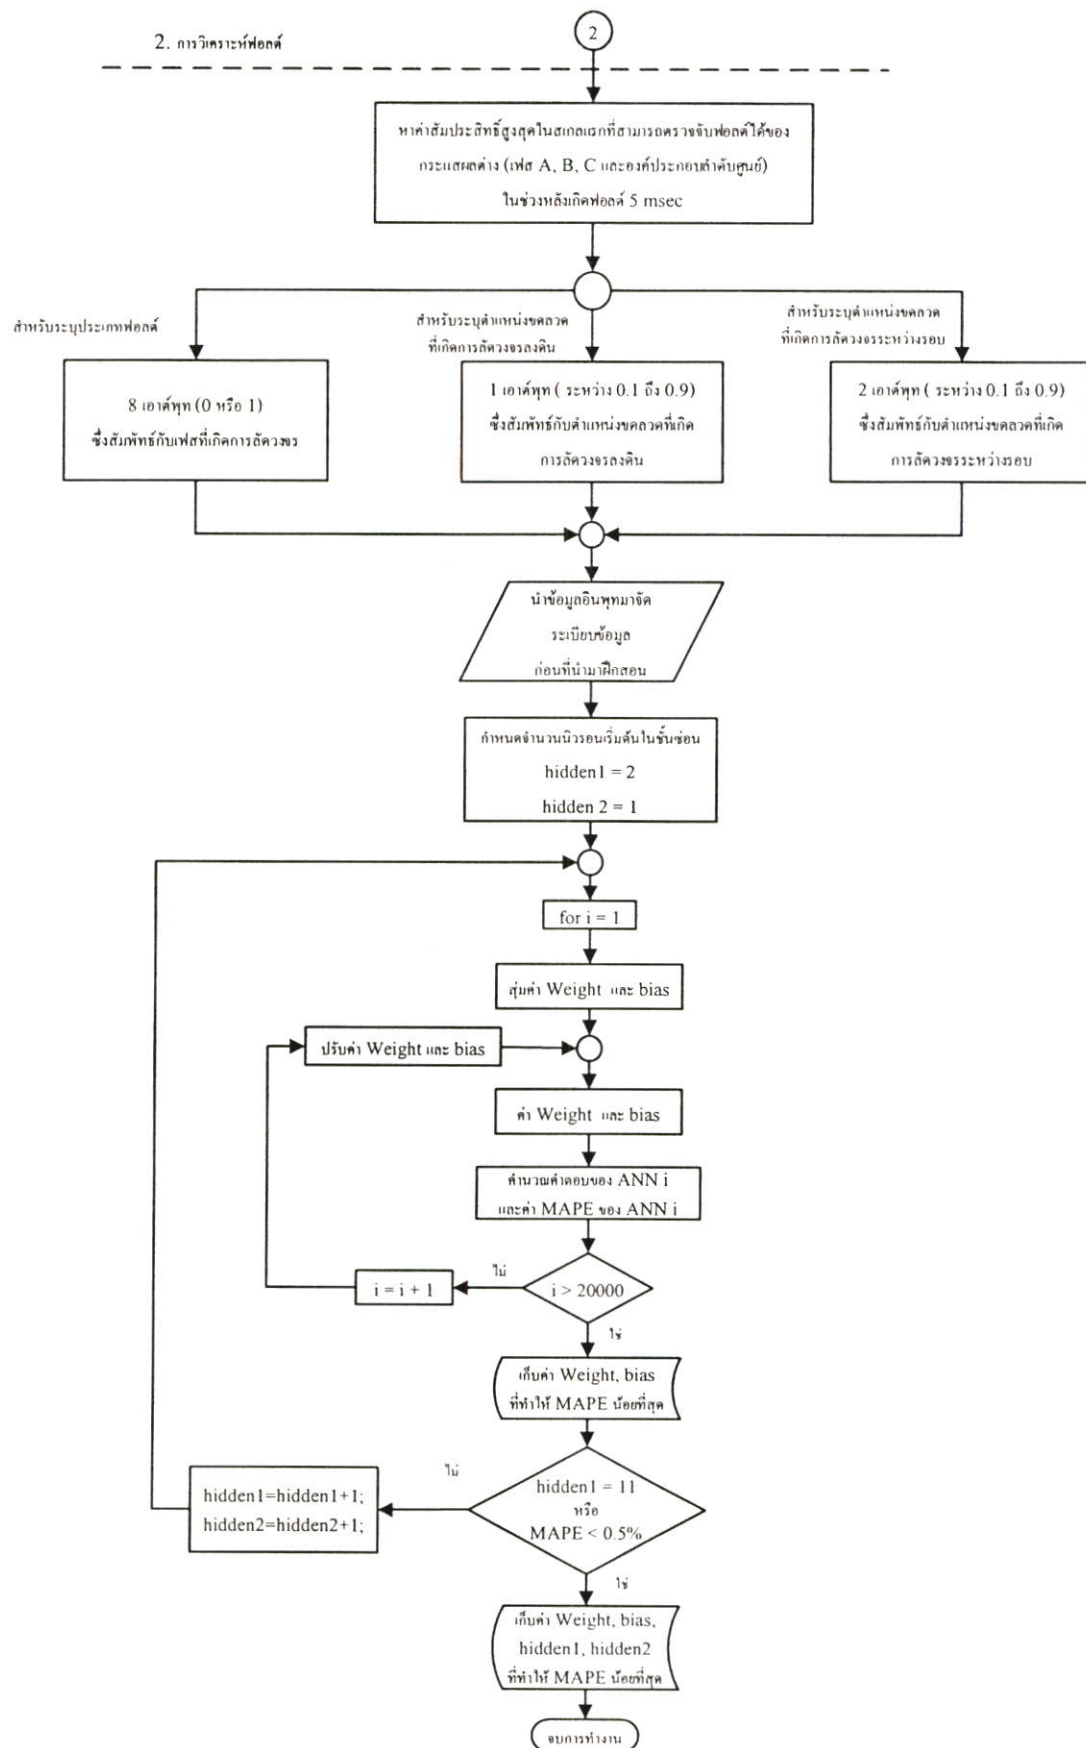 2
2. การวิเคราะห์ฟอลต์
หาค่าสัมประสิทธิ์สูงสุดในสเกลแรกที่สามารถตรวจจับฟอลต์ได้ของ
กระแสผลต่าง (เฟส A, B, C และองค์ประกอบลำดับศูนย์)
ในช่วงหลังเกิดฟอลต์ 5 msec
สำหรับระบุประเภทฟอลต์
สำหรับระบุตำแหน่งขดลวด
ที่เกิดการลัดวงจรลงดิน
สำหรับระบุตำแหน่งขดลวด
ที่เกิดการลัดวงจรระหว่างรอบ
8 เอาต์พุท (0 หรือ 1)
ซึ่งสัมพัทธ์กับเฟสที่เกิดการลัดวงจร
1 เอาต์พุท ( ระหว่าง 0.1 ถึง 0.9)
ซึ่งสัมพัทธ์กับตำแหน่งขดลวดที่เกิด
การลัดวงจรลงดิน
2 เอาต์พุท ( ระหว่าง 0.1 ถึง 0.9)
ซึ่งสัมพัทธ์กับตำแหน่งขดลวดที่เกิด
การลัดวงจรระหว่างรอบ
นำข้อมูลอินพุทมาจัด
ระเบียบข้อมูล
ก่อนที่นำมาฝึกสอน
กำหนดจำนวนนิวรอนเริ่มต้นในชั้นซ่อน
hidden1 = 2
hidden 2 = 1
for i = 1
สุ่มค่า Weight และ bias
ปรับค่า Weight และ bias
ค่า Weight และ bias
คำนวณคำตอบของ ANN i
และค่า MAPE ของ ANN i
i > 20000
ไม่
i = i + 1
ใช่
เก็บค่า Weight, bias
ที่ทำให้ MAPE น้อยที่สุด
hidden1 = 11
หรือ
MAPE < 0.5%
ไม่
hidden1=hidden1+1;
hidden2=hidden2+1;
ใช่
เก็บค่า Weight, bias,
hidden1, hidden2
ที่ทำให้ MAPE น้อยที่สุด
จบการทำงาน